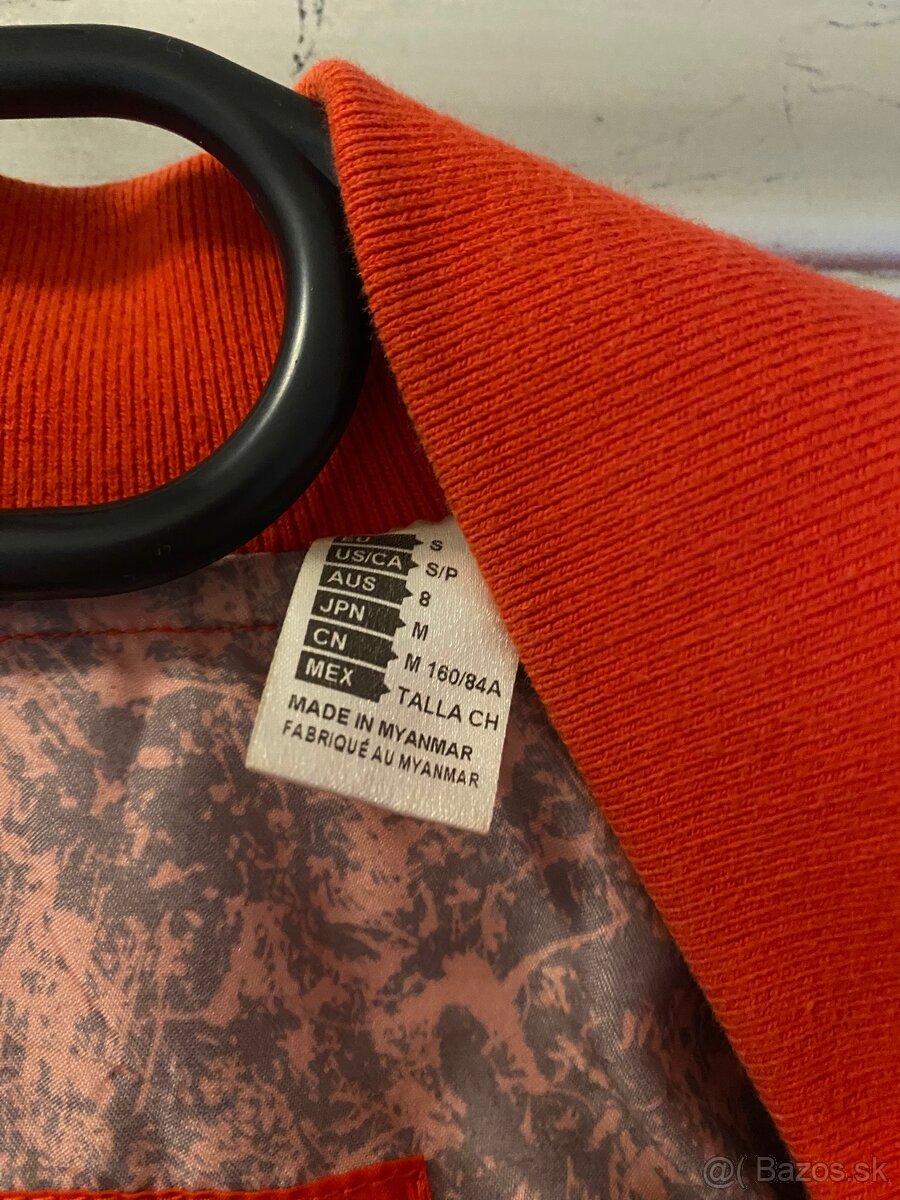 EU S
US/CA S/P
AUS 8
JPN M
CN M 160/84A
MEX TALLA CH
MADE IN MYANMAR
FABRIQUÉ AU MYANMAR
@( Bazos.sk